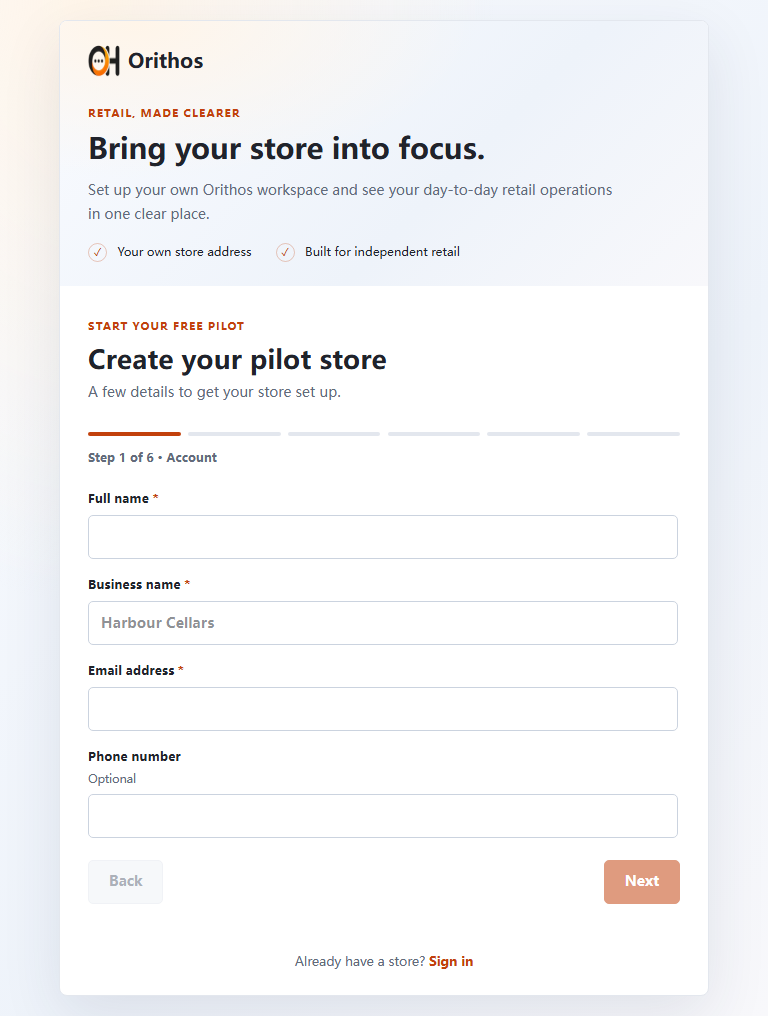 Orithos
RETAIL, MADE CLEARER
Bring your store into focus.
Set up your own Orithos workspace and see your day-to-day retail operations
in one clear place.
✓ Your own store address ✓ Built for independent retail
START YOUR FREE PILOT
Create your pilot store
A few details to get your store set up.
Step 1 of 6 • Account
Full name *
Business name *
Harbour Cellars
Email address *
Phone number
Optional
Back Next
Already have a store? Sign in